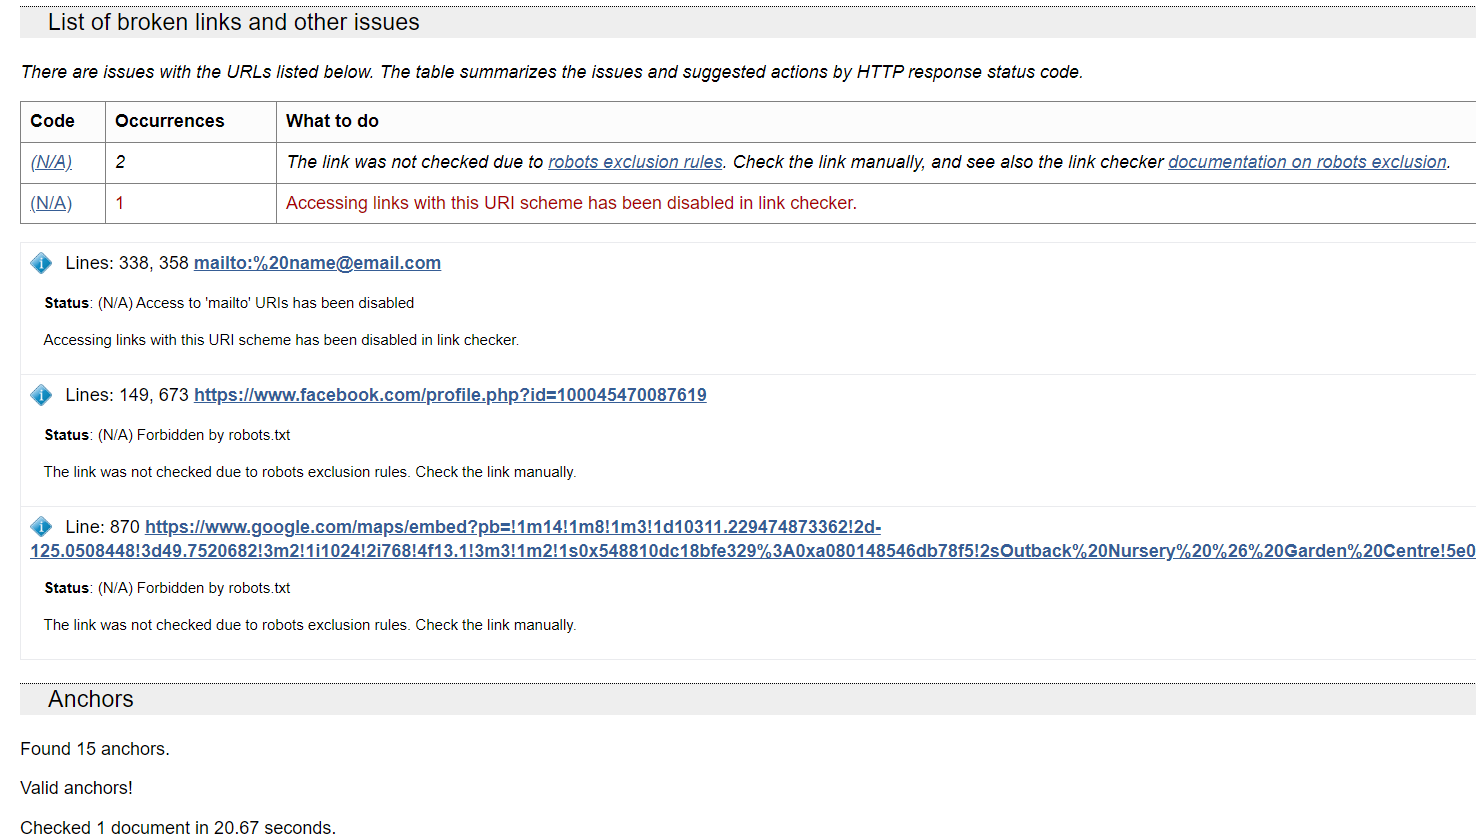 List of broken links and other issues
There are issues with the URLs listed below. The table summarizes the issues and suggested actions by HTTP response status code.
Code Occurrences What to do
(N/A) 2 The link was not checked due to robots exclusion rules. Check the link manually, and see also the link checker documentation on robots exclusion.
(N/A) 1 Accessing links with this URI scheme has been disabled in link checker.
Lines: 338, 358 mailto:%20name@email.com
Status: (N/A) Access to 'mailto' URIs has been disabled
Accessing links with this URI scheme has been disabled in link checker.
Lines: 149, 673 https://www.facebook.com/profile.php?id=100045470087619
Status: (N/A) Forbidden by robots.txt
The link was not checked due to robots exclusion rules. Check the link manually.
Line: 870 https://www.google.com/maps/embed?pb=!1m14!1m8!1m3!1d10311.229474873362!2d-
125.0508448!3d49.7520682!3m2!1i1024!2i768!4f13.1!3m3!1m2!1s0x548810dc18bfe329%3A0xa080148546db78f5!2sOutback%20Nursery%20%26%20Garden%20Centre!5e0
Status: (N/A) Forbidden by robots.txt
The link was not checked due to robots exclusion rules. Check the link manually.
Anchors
Found 15 anchors.
Valid anchors!
Checked 1 document in 20.67 seconds.